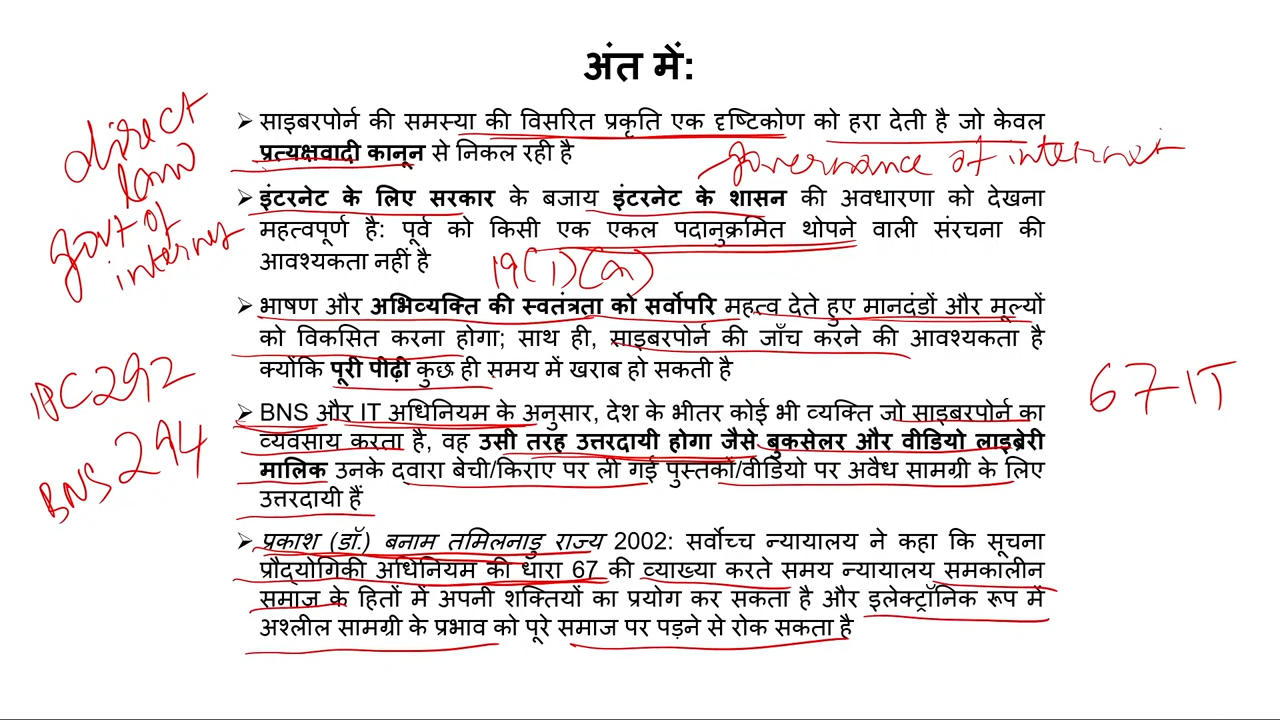 अंत में:
➢ साइबरपोर्न की समस्या की विसरित प्रकृति एक दृष्टिकोण को हरा देती है जो केवल
प्रत्यक्षवादी कानून से निकल रही है
governance of internet
direct
law
➢ इंटरनेट के लिए सरकार के बजाय इंटरनेट के शासन की अवधारणा को देखना
महत्वपूर्ण है: पूर्व को किसी एक एकल पदानुक्रमित थोपने वाली संरचना की
आवश्यकता नहीं है
govt of
internet
19(1)(a)
➢ भाषण और अभिव्यक्ति की स्वतंत्रता को सर्वोपरि महत्व देते हुए मानदंडों और मूल्यों
को विकसित करना होगा; साथ ही, साइबरपोर्न की जाँच करने की आवश्यकता है
क्योंकि पूरी पीढ़ी कुछ ही समय में खराब हो सकती है
IPC 292
67 IT
➢ BNS और IT अधिनियम के अनुसार, देश के भीतर कोई भी व्यक्ति जो साइबरपोर्न का
व्यवसाय करता है, वह उसी तरह उत्तरदायी होगा जैसे बुकसेलर और वीडियो लाइब्रेरी
मालिक उनके द्वारा बेची/किराए पर ली गई पुस्तकों/वीडियो पर अवैध सामग्री के लिए
उत्तरदायी हैं
BNS 294
➢ प्रकाश (डॉ.) बनाम तमिलनाडु राज्य 2002: सर्वोच्च न्यायालय ने कहा कि सूचना
प्रौद्योगिकी अधिनियम की धारा 67 की व्याख्या करते समय न्यायालय समकालीन
समाज के हितों में अपनी शक्तियों का प्रयोग कर सकता है और इलेक्ट्रॉनिक रूप में
अश्लील सामग्री के प्रभाव को पूरे समाज पर पड़ने से रोक सकता है